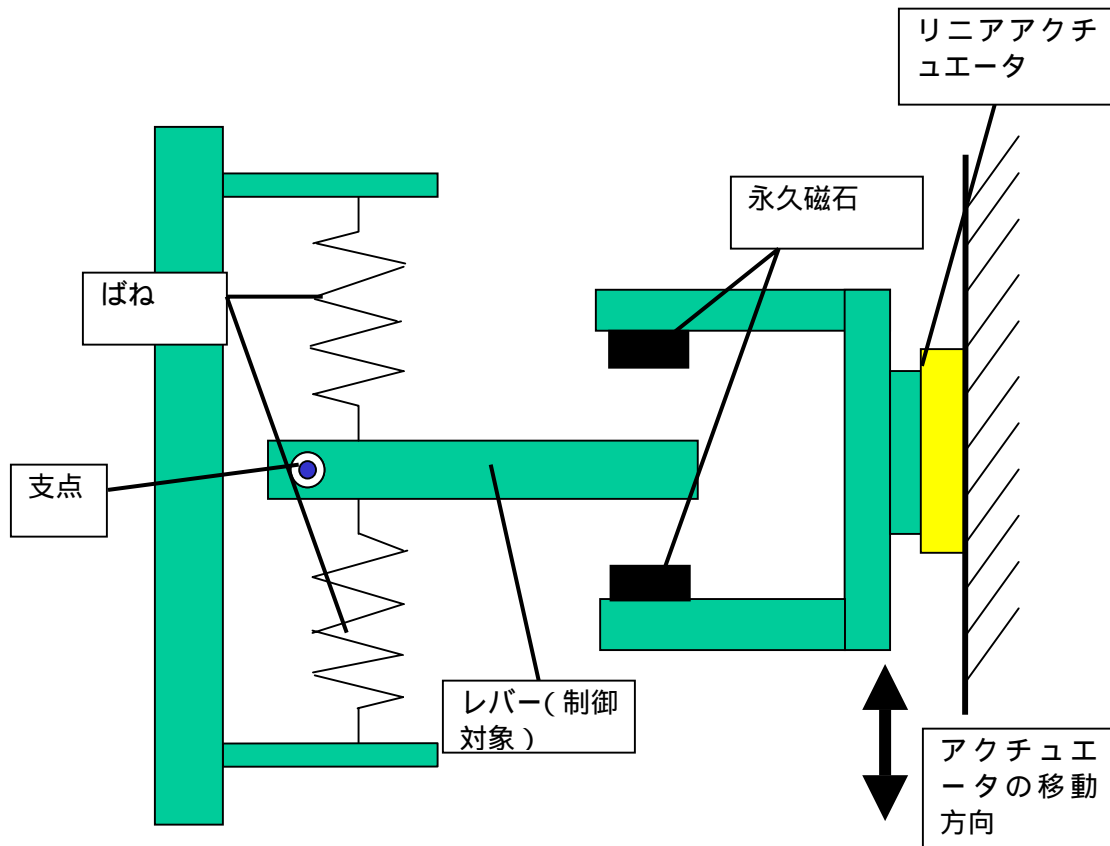 リニアアクチ
ュエータ
永久磁石
ばね
支点
レバー(制御
対象)
アクチュエ
ータの移動
方向